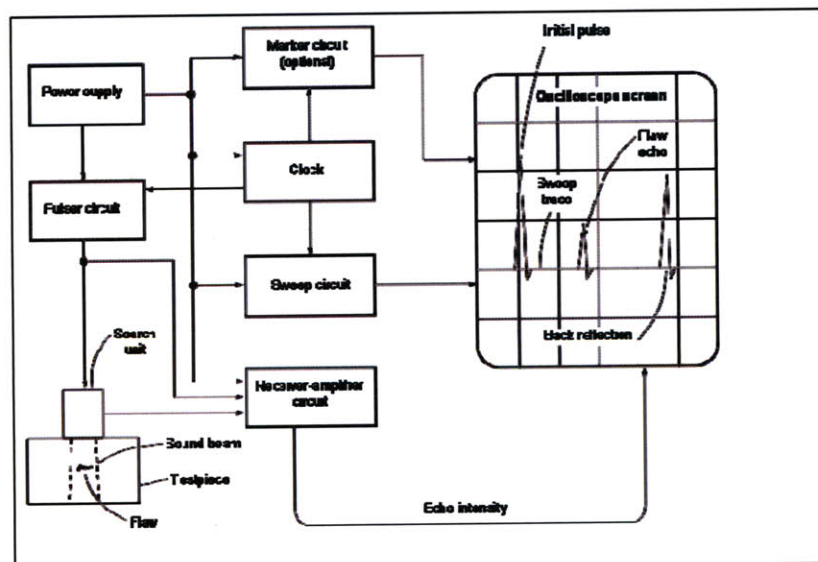 Initial pulse
Marker circuit
(optional)
Power supply
Oscilloscope screen
Flaw
echo
Clock
Sweep
trace
Pulser circuit
Sweep circuit
Back reflection
Search
unit
Receiver-amplifier
circuit
Sound beam
Testpiece
Flaw
Echo intensity